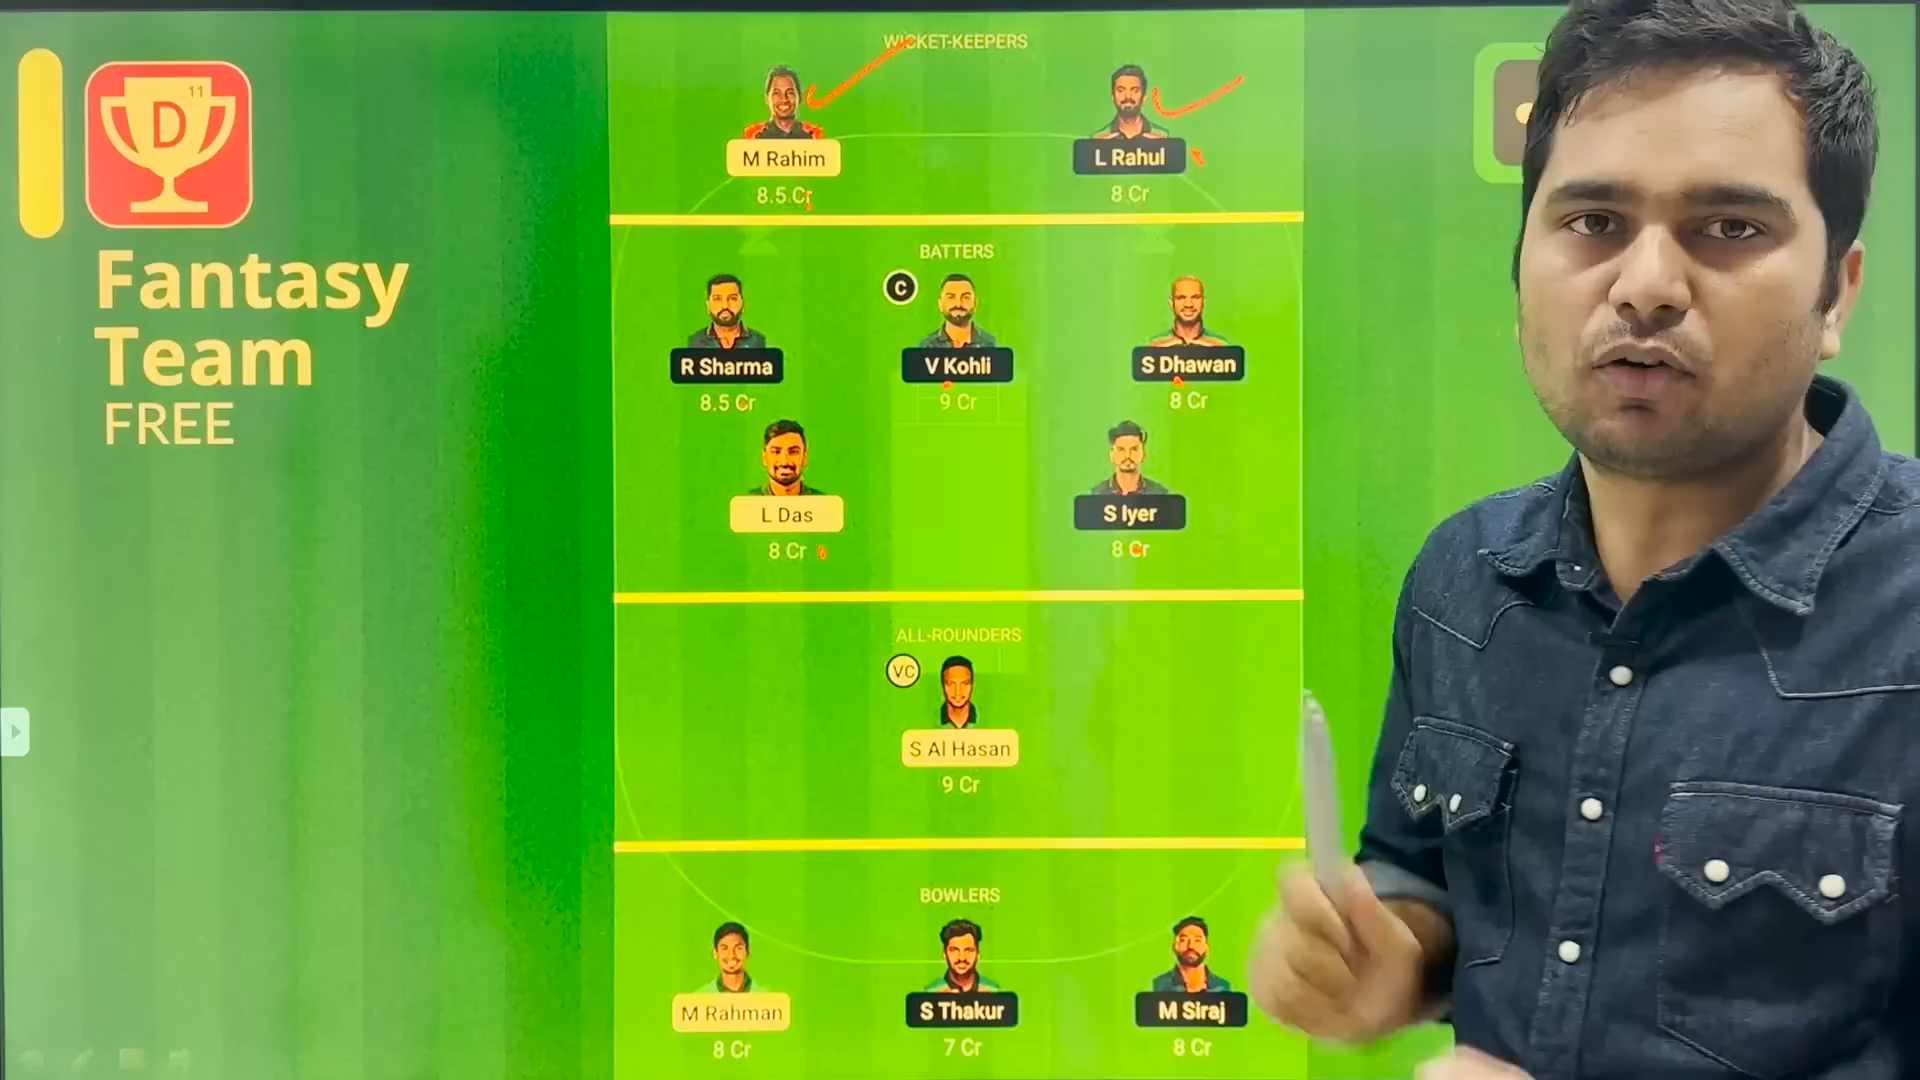 D 11
Fantasy
Team
FREE
WICKET-KEEPERS
M Rahim
8.5 Cr
L Rahul
8 Cr
BATTERS
R Sharma
8.5 Cr
C
V Kohli
9 Cr
S Dhawan
8 Cr
L Das
8 Cr
S Iyer
8 Cr
ALL-ROUNDERS
VC
S Al Hasan
9 Cr
BOWLERS
M Rahman
8 Cr
S Thakur
7 Cr
M Siraj
8 Cr